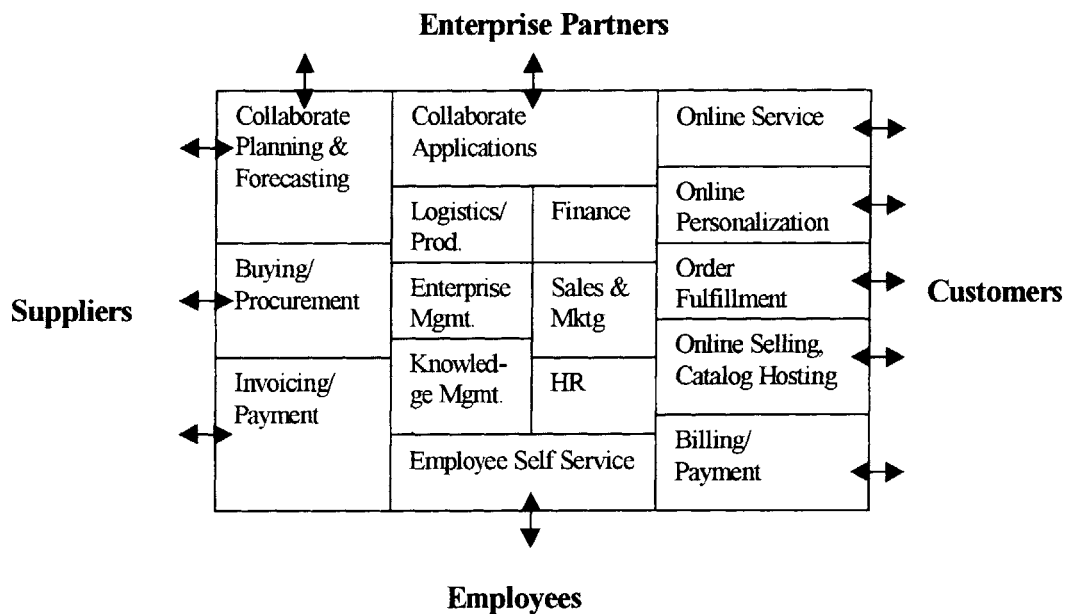 Enterprise Partners
Collaborate
Planning &
Forecasting
Collaborate
Applications
Online Service
Online
Personalization
Logistics/
Prod.
Finance
Buying/
Procurement
Enterprise
Mgmt.
Sales &
Mktg
Order
Fulfillment
Suppliers
Customers
Online Selling,
Catalog Hosting
Invoicing/
Payment
Knowled-
ge Mgmt.
HR
Billing/
Payment
Employee Self Service
Employees